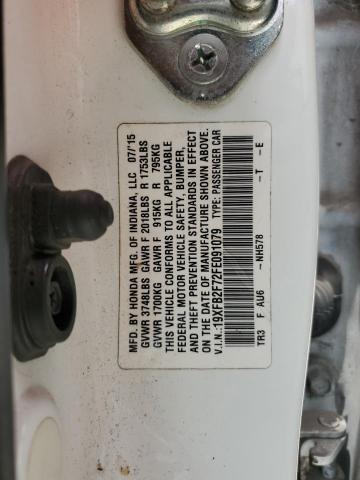 MFD. BY HONDA MFG. OF INDIANA, LLC 07/15
GVWR 3748LBS GAWR F 2018LBS R 1753LBS
GVWR 1700KG GAWR F 915KG R 795KG
THIS VEHICLE CONFORMS TO ALL APPLICABLE
FEDERAL MOTOR VEHICLE SAFETY, BUMPER,
AND THEFT PREVENTION STANDARDS IN EFFECT
ON THE DATE OF MANUFACTURE SHOWN ABOVE.
V.I.N.:19XFB2F72FE091079 TYPE: PASSENGER CAR
TR3 F AU6 -NH578 -T -E